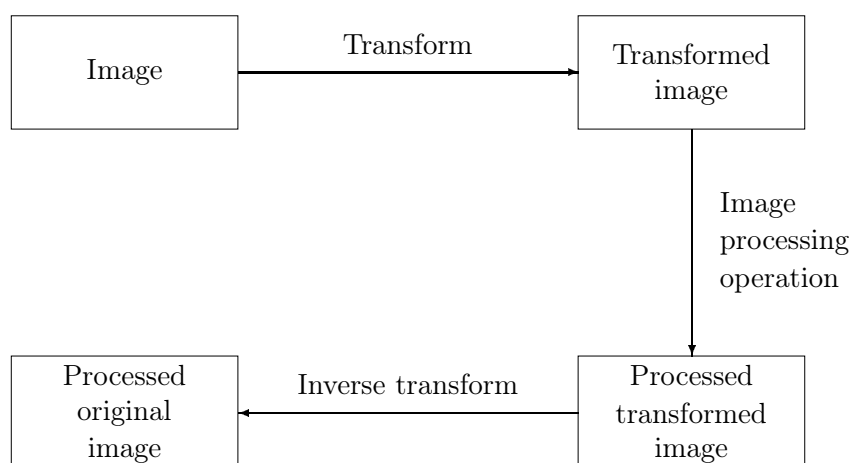 Image
Transform
Transformed
image
Image
processing
operation
Processed
original
image
Inverse transform
Processed
transformed
image